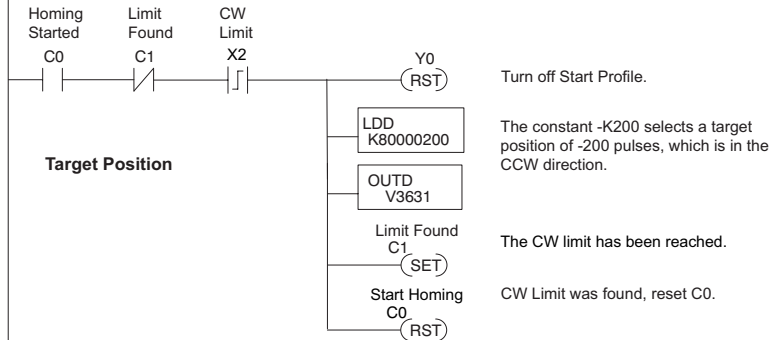 Homing Started
Limit Found
CW Limit
C0
C1
X2
Y0
RST
Turn off Start Profile.
LDD
K80000200
The constant -K200 selects a target
position of -200 pulses, which is in the
CCW direction.
Target Position
OUTD
V3631
Limit Found
C1
SET
The CW limit has been reached.
Start Homing
C0
RST
CW Limit was found, reset C0.